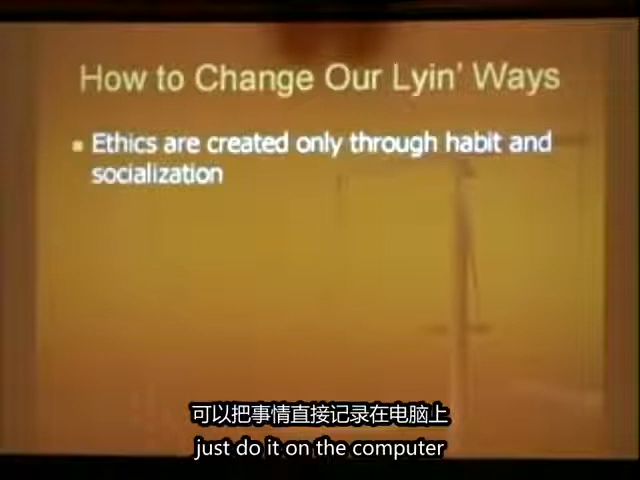 How to Change Our Lyin' Ways
Ethics are created only through habit and
socialization
可以把事情直接记录在电脑上
just do it on the computer